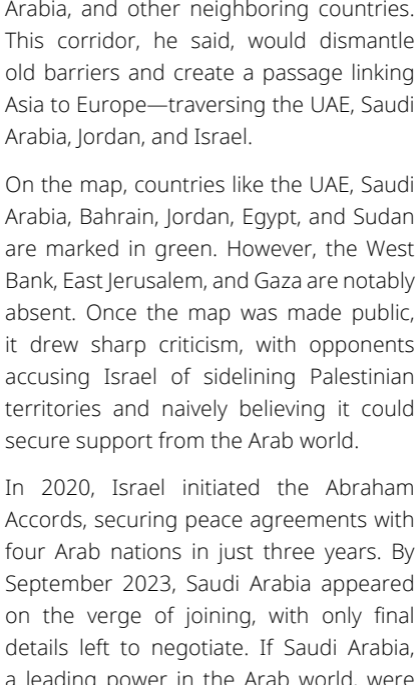 Arabia, and other neighboring countries.
This corridor, he said, would dismantle
old barriers and create a passage linking
Asia to Europe—traversing the UAE, Saudi
Arabia, Jordan, and Israel.
On the map, countries like the UAE, Saudi
Arabia, Bahrain, Jordan, Egypt, and Sudan
are marked in green. However, the West
Bank, East Jerusalem, and Gaza are notably
absent. Once the map was made public,
it drew sharp criticism, with opponents
accusing Israel of sidelining Palestinian
territories and naively believing it could
secure support from the Arab world.
In 2020, Israel initiated the Abraham
Accords, securing peace agreements with
four Arab nations in just three years. By
September 2023, Saudi Arabia appeared
on the verge of joining, with only final
details left to negotiate. If Saudi Arabia,
a leading power in the Arab world, were